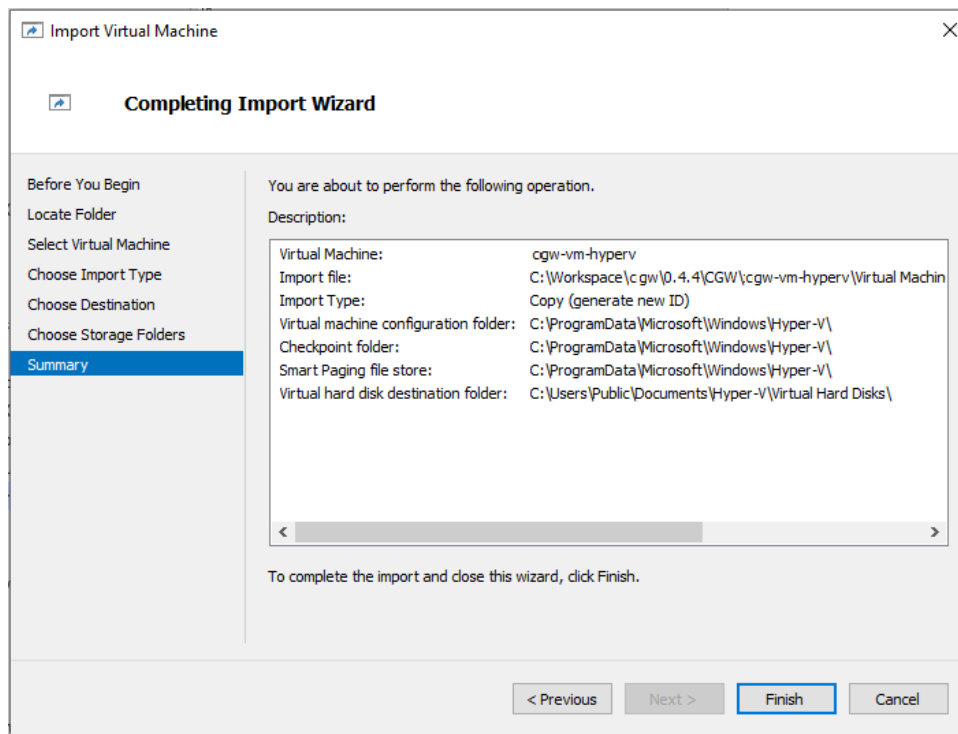 Import Virtual Machine
Completing Import Wizard
Before You Begin
Locate Folder
Select Virtual Machine
Choose Import Type
Choose Destination
Choose Storage Folders
Summary
You are about to perform the following operation.
Description:
Virtual Machine: cgw-vm-hyperv
Import file: C:\Workspace\cgw\0.4.4\CGW\cgw-vm-hyperv\Virtual Machin
Import Type: Copy (generate new ID)
Virtual machine configuration folder: C:\ProgramData\Microsoft\Windows\Hyper-V\
Checkpoint folder: C:\ProgramData\Microsoft\Windows\Hyper-V\
Smart Paging file store: C:\ProgramData\Microsoft\Windows\Hyper-V\
Virtual hard disk destination folder: C:\Users\Public\Documents\Hyper-V\Virtual Hard Disks\
To complete the import and close this wizard, click Finish.
< Previous
Next >
Finish
Cancel